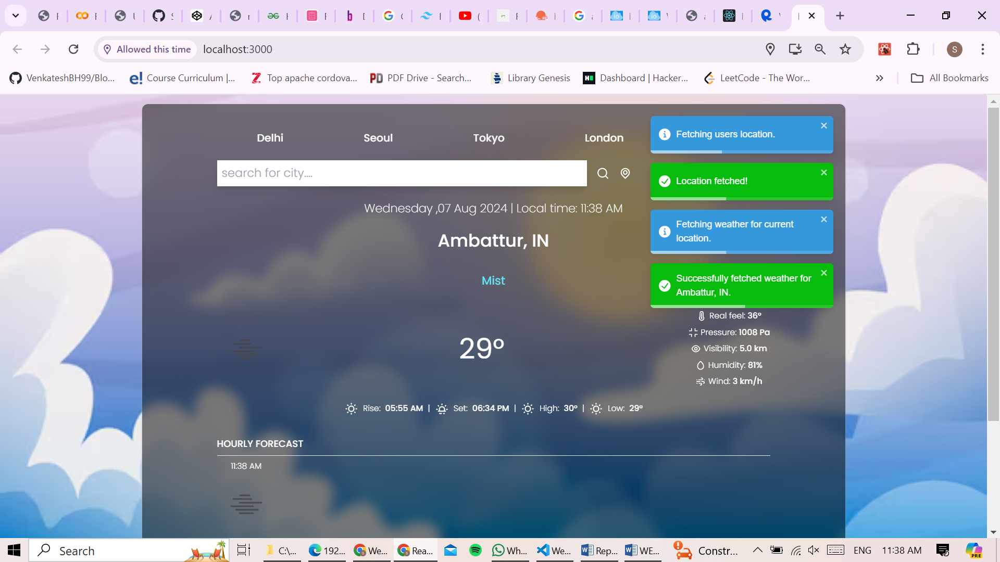 Allowed this time
localhost:3000
S
VenkateshBH99/Blo...
Course Curriculum |...
Top apache cordova...
PDF Drive - Search...
Library Genesis
Dashboard | Hacker...
LeetCode - The Wor...
All Bookmarks
Delhi
Seoul
Tokyo
London
Fetching users location.
search for city....
Location fetched!
Wednesday ,07 Aug 2024 | Local time: 11:38 AM
Fetching weather for current
location.
Ambattur, IN
Mist
Successfully fetched weather for
Ambattur, IN.
29°
Real feel: 36°
Pressure: 1008 Pa
Visibility: 5.0 km
Humidity: 81%
Wind: 3 km/h
Rise: 05:55 AM | Set: 06:34 PM | High: 30° | Low: 29°
HOURLY FORECAST
11:38 AM
Search
C:\...
192...
We...
Rea...
Wh...
We...
Rep...
WE...
Constr...
ENG
11:38 AM
PRE